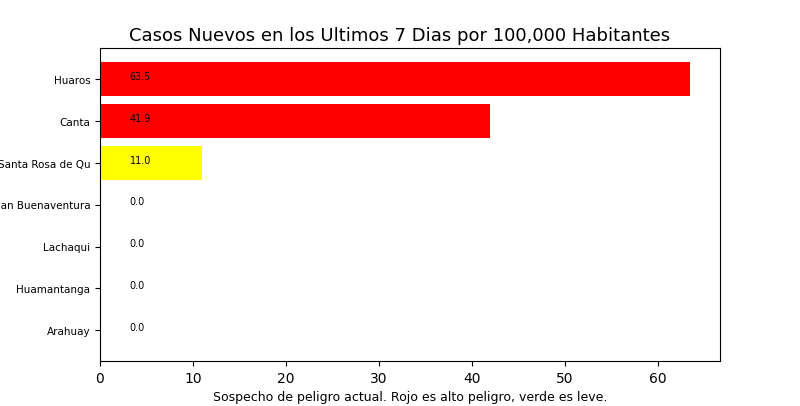 Casos Nuevos en los Ultimos 7 Dias por 100,000 Habitantes
Huaros 63.5
Canta 41.9
Santa Rosa de Qu 11.0
an Buenaventura 0.0
Lachaqui 0.0
Huamantanga 0.0
Arahuay 0.0
0 10 20 30 40 50 60
Sospecho de peligro actual. Rojo es alto peligro, verde es leve.